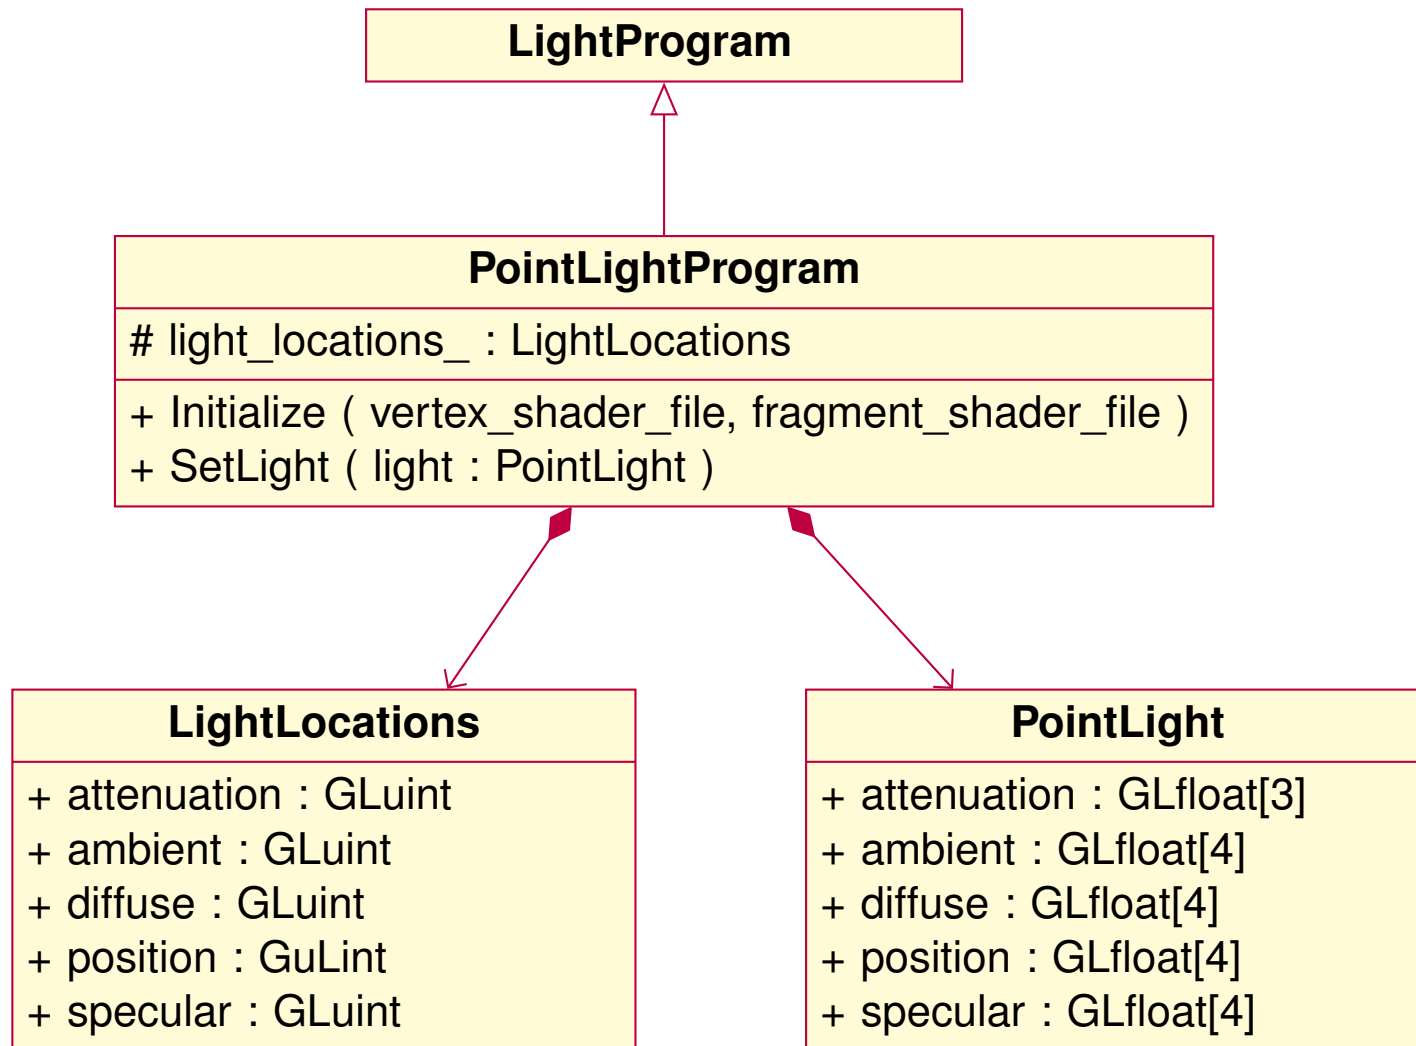 LightProgram
PointLightProgram
# light_locations_ : LightLocations
+ Initialize ( vertex_shader_file, fragment_shader_file )
+ SetLight ( light : PointLight )
LightLocations
+ attenuation : GLuint
+ ambient : GLuint
+ diffuse : GLuint
+ position : GuLint
+ specular : GLuint
PointLight
+ attenuation : GLfloat[3]
+ ambient : GLfloat[4]
+ diffuse : GLfloat[4]
+ position : GLfloat[4]
+ specular : GLfloat[4]